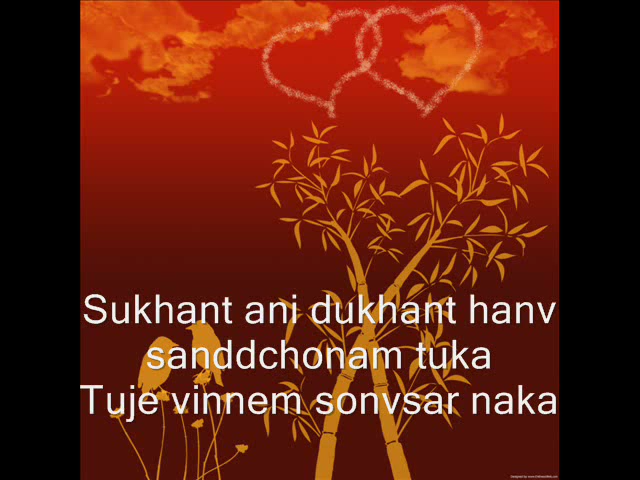 Sukhant ani dukhant hanv
sanddchonam tuka
Tuje vinnem sonvsar naka